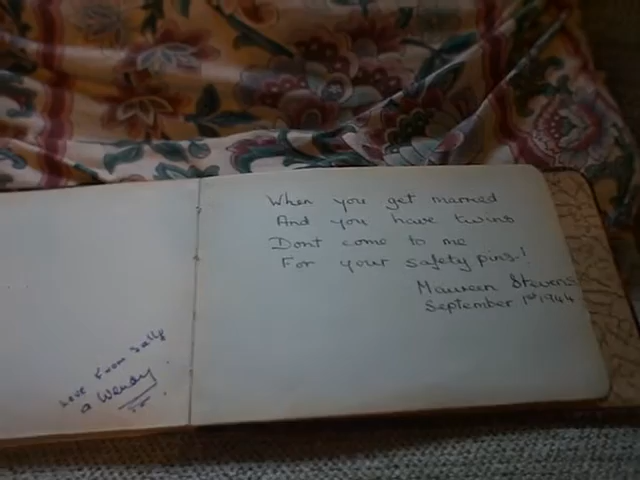 love from Sally
& Wendy
When you get married
And you have twins
Dont come to me
For your safety pins!
Maureen Stevens
September 1st 1944